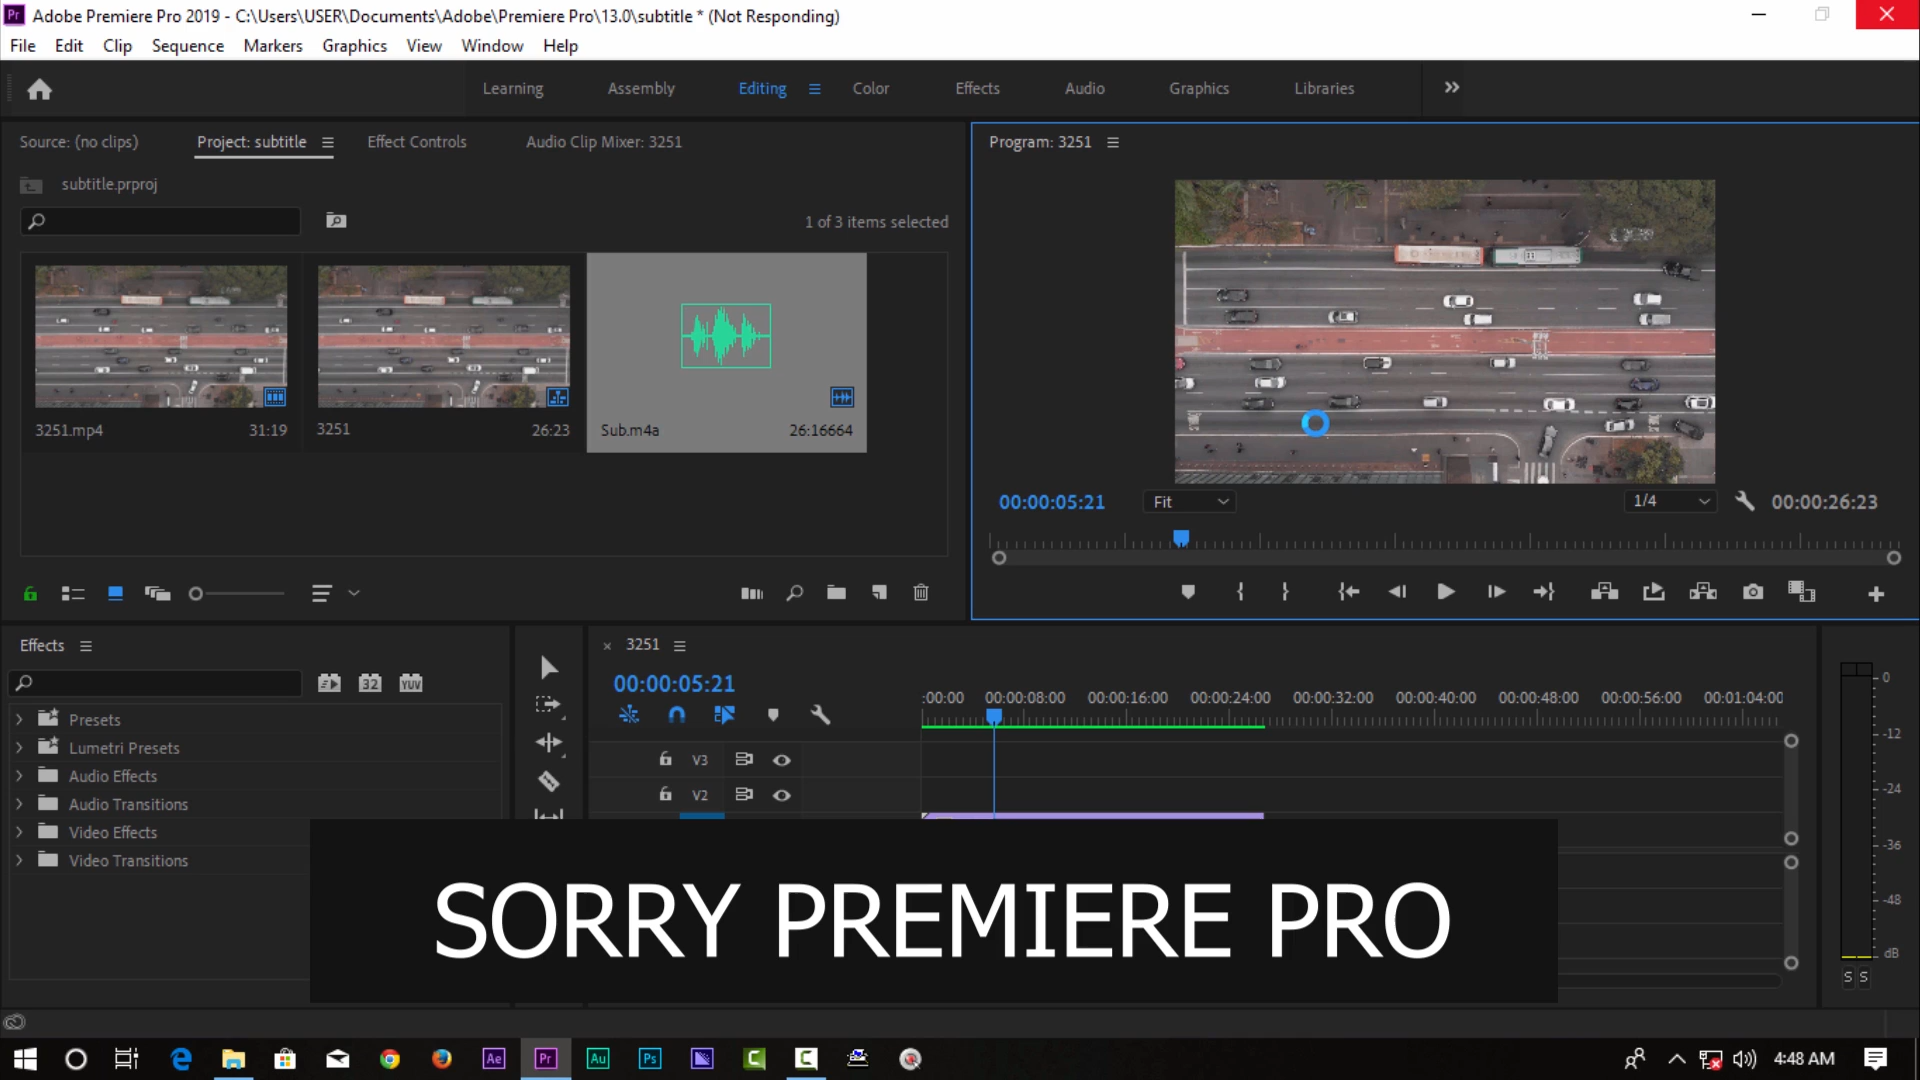 Adobe Premiere Pro 2019 - C:\Users\USER\Documents\Adobe\Premiere Pro\13.0\subtitle * (Not Responding)
File Edit Clip Sequence Markers Graphics View Window Help
Learning Assembly Editing Color Effects Audio Graphics Libraries
Source: (no clips) Project: subtitle Effect Controls Audio Clip Mixer: 3251
subtitle.prproj
1 of 3 items selected
3251.mp4 31:19
3251 26:23
Sub.m4a 26:16664
Program: 3251
00:00:05:21 Fit 1/4 00:00:26:23
Effects
32 YUV
Presets
Lumetri Presets
Audio Effects
Audio Transitions
Video Effects
Video Transitions
× 3251
00:00:05:21
:00:00 00:00:08:00 00:00:16:00 00:00:24:00 00:00:32:00 00:00:40:00 00:00:48:00 00:00:56:00 00:01:04:00
V3
V2
0
-12
-24
-36
-48
dB
S S
SORRY PREMIERE PRO
Ae Pr Au Ps C C
4:48 AM